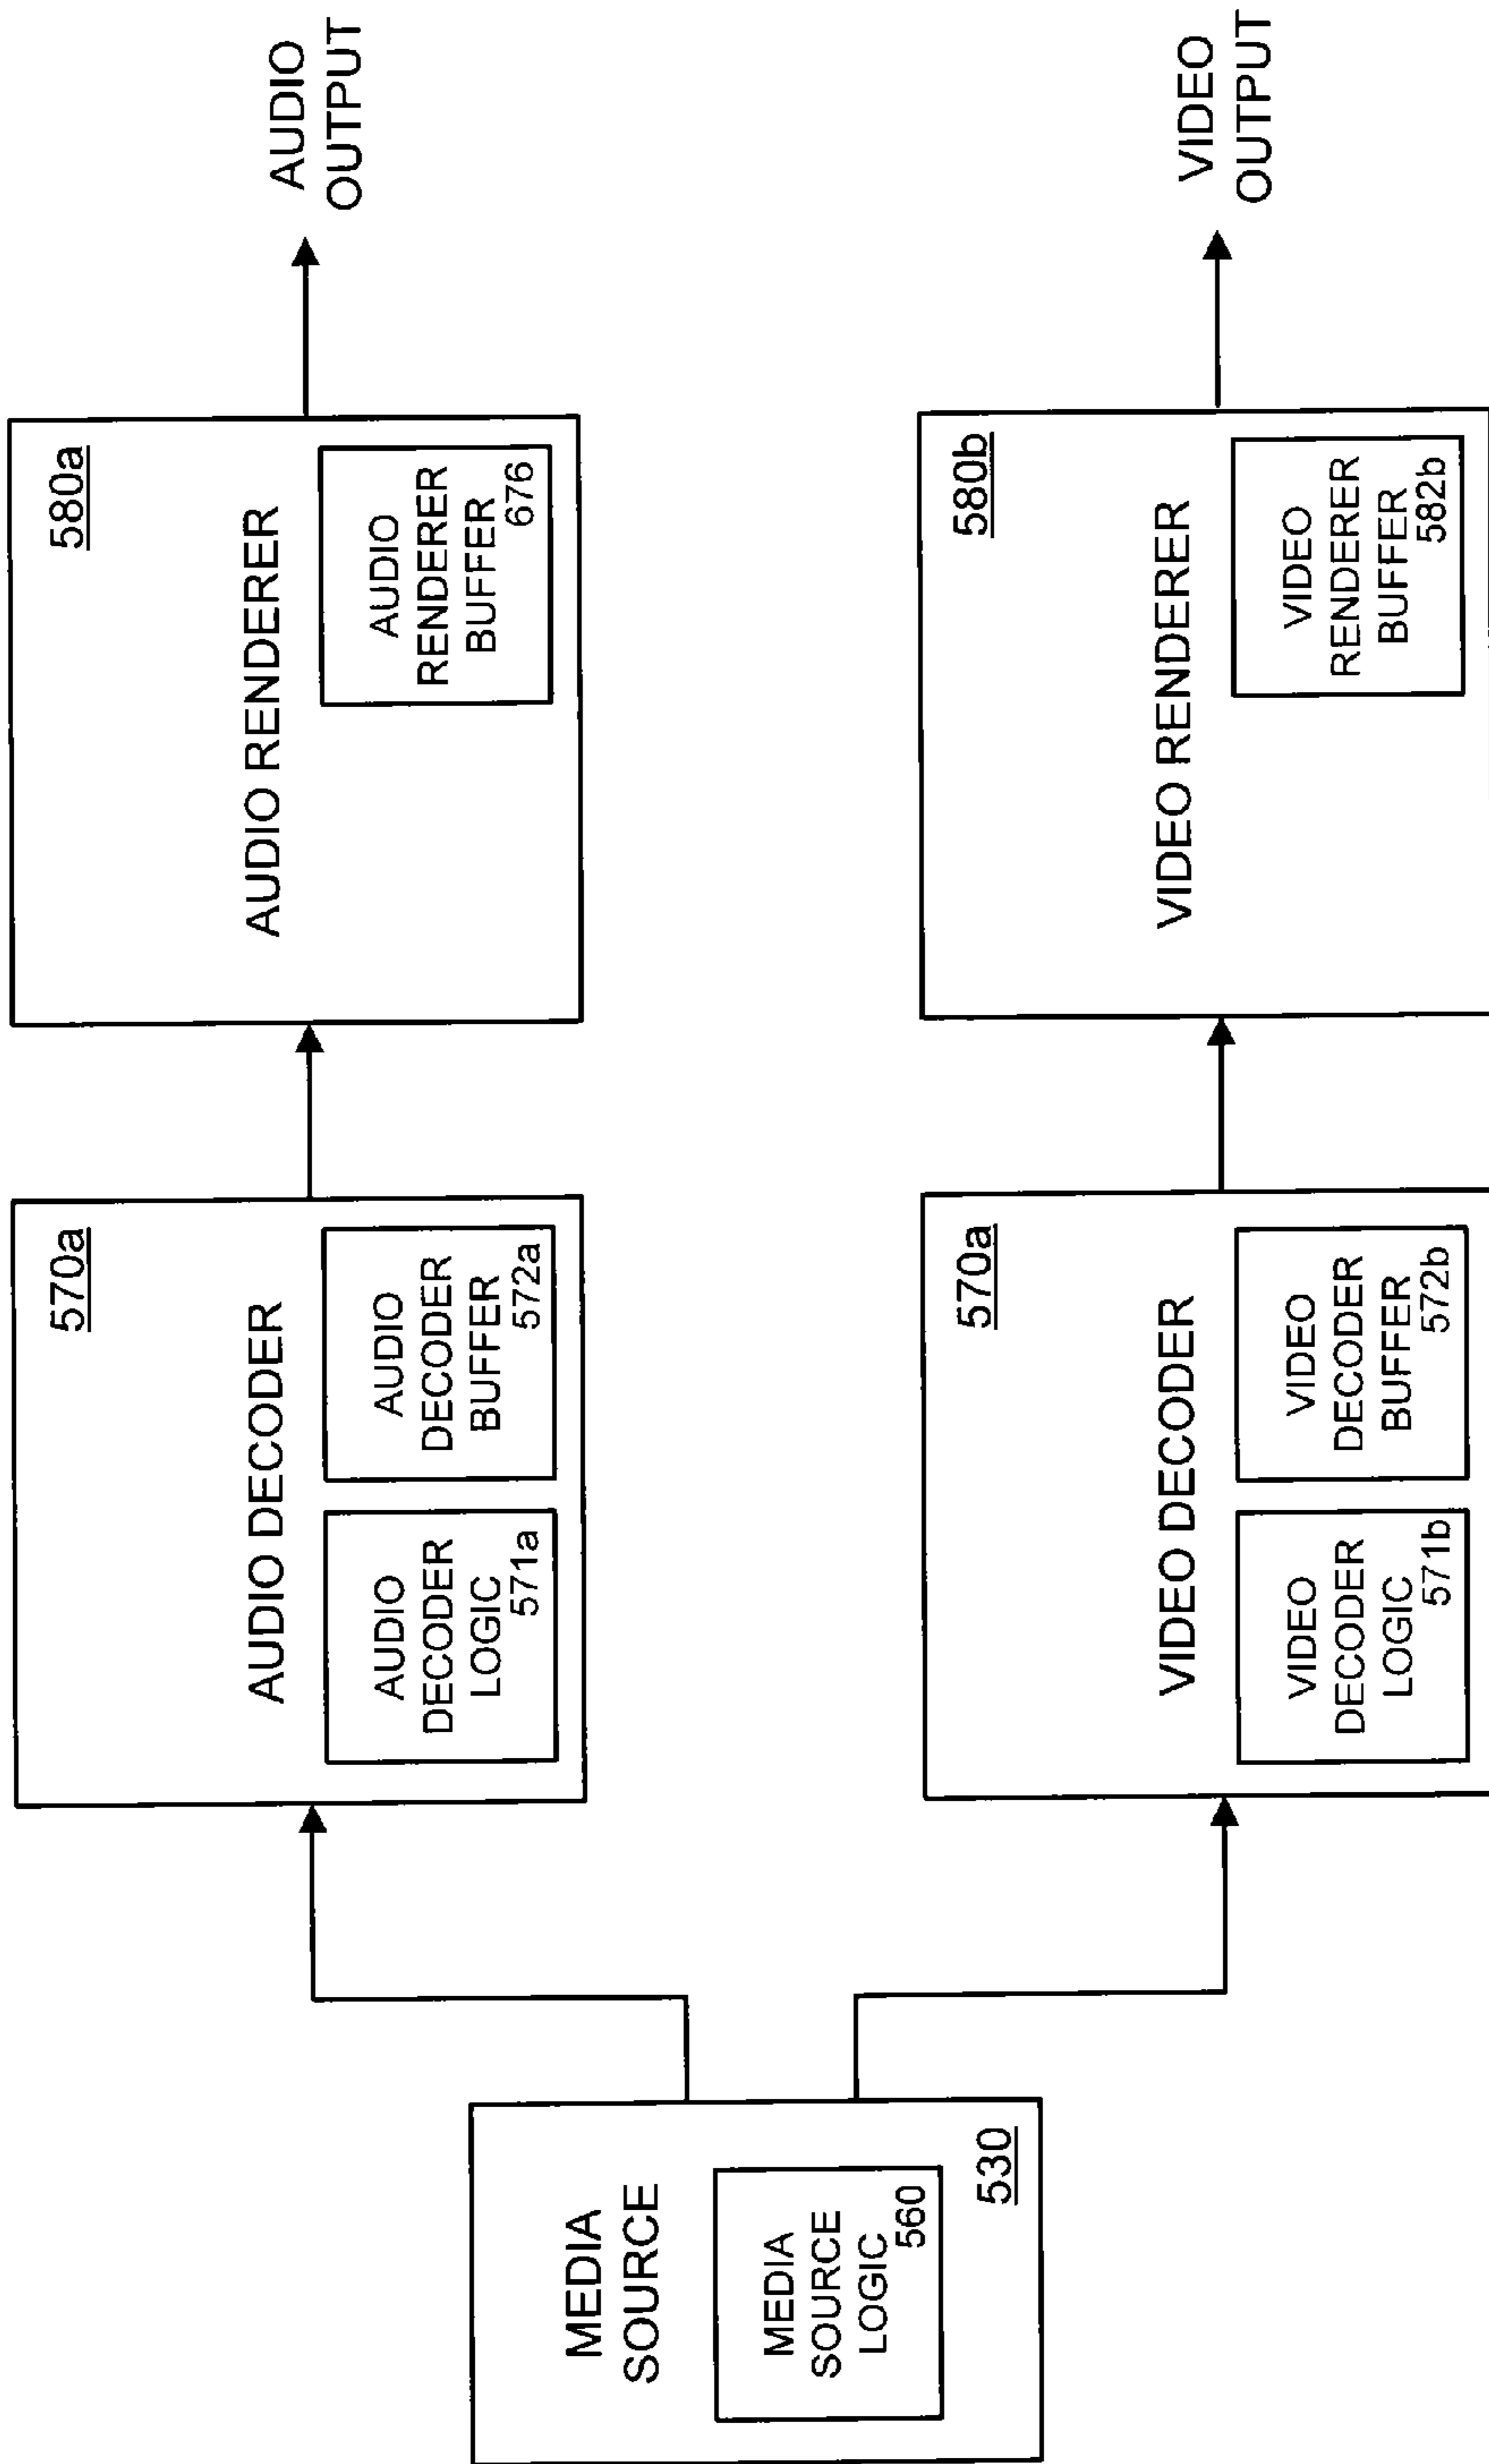 MEDIA
SOURCE
MEDIA
SOURCE
LOGIC
560
530
570a
AUDIO DECODER
AUDIO
DECODER
LOGIC
571a
AUDIO
DECODER
BUFFER
572a
580a
AUDIO RENDERER
AUDIO
RENDERER
BUFFER
676
AUDIO
OUTPUT
570a
VIDEO DECODER
VIDEO
DECODER
LOGIC
571b
VIDEO
DECODER
BUFFER
572b
580b
VIDEO RENDERER
VIDEO
RENDERER
BUFFER
582b
VIDEO
OUTPUT